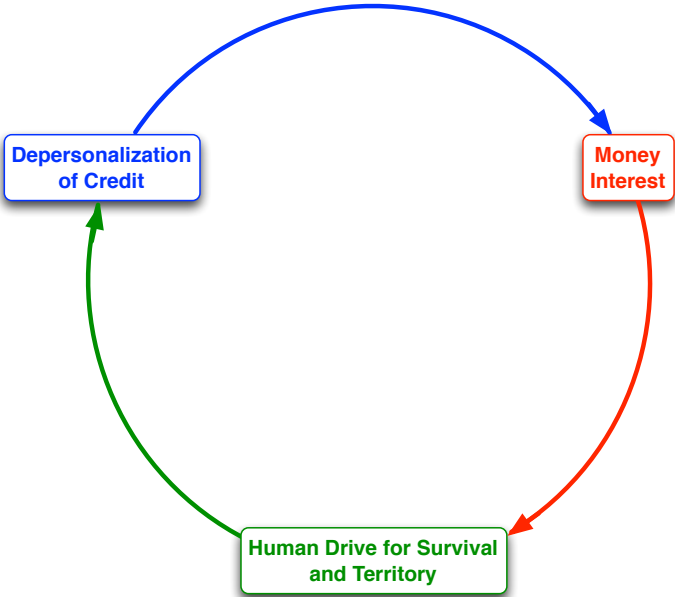 Depersonalization
of Credit
Money
Interest
Human Drive for Survival
and Territory